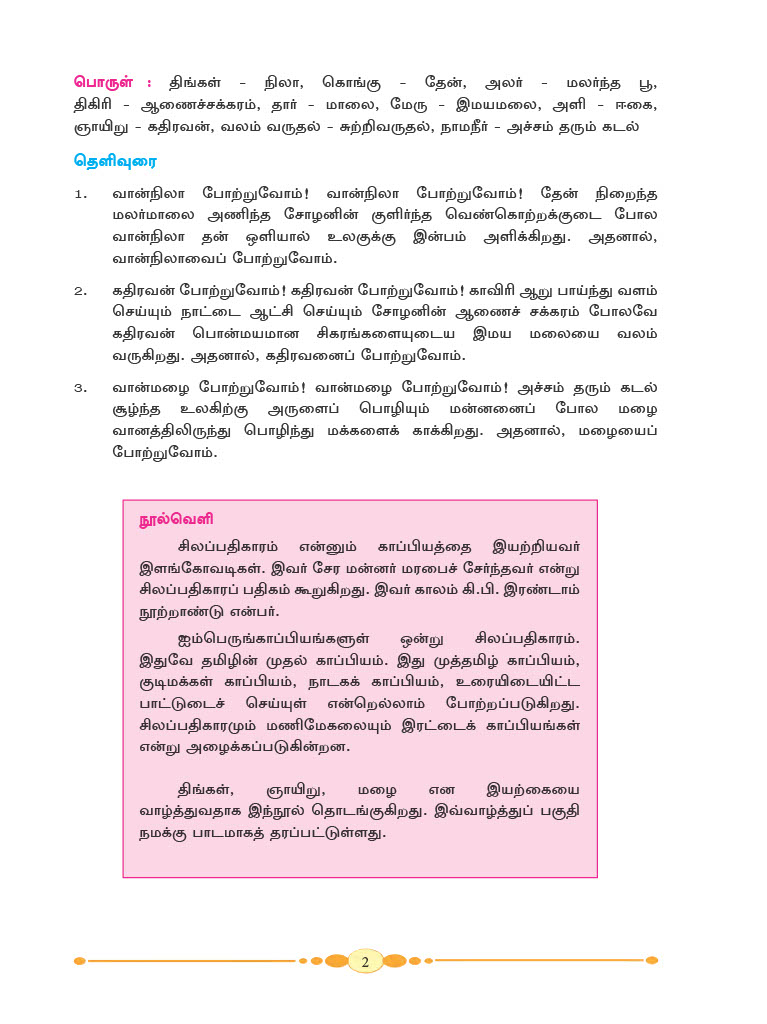 பொருள் : திங்கள் - நிலா, கொங்கு - தேன், அலர் - மலர்ந்த பூ,
திகிரி - ஆணைச்சக்கரம், தார் - மாலை, மேரு - இமயமலை, அளி - ஈகை,
ஞாயிறு - கதிரவன், வலம் வருதல் - சுற்றிவருதல், நாமநீர் - அச்சம் தரும் கடல்
தெளிவுரை
1. வான்நிலா போற்றுவோம்! வான்நிலா போற்றுவோம்! தேன் நிறைந்த
மலர்மாலை அணிந்த சோழனின் குளிர்ந்த வெண்கொற்றக்குடை போல
வான்நிலா தன் ஒளியால் உலகுக்கு இன்பம் அளிக்கிறது. அதனால்,
வான்நிலாவைப் போற்றுவோம்.
2. கதிரவன் போற்றுவோம்! கதிரவன் போற்றுவோம்! காவிரி ஆறு பாய்ந்து வளம்
செய்யும் நாட்டை ஆட்சி செய்யும் சோழனின் ஆணைச் சக்கரம் போலவே
கதிரவன் பொன்மயமான சிகரங்களையுடைய இமய மலையை வலம்
வருகிறது. அதனால், கதிரவனைப் போற்றுவோம்.
3. வான்மழை போற்றுவோம்! வான்மழை போற்றுவோம்! அச்சம் தரும் கடல்
சூழ்ந்த உலகிற்கு அருளைப் பொழியும் மன்னனைப் போல மழை
வானத்திலிருந்து பொழிந்து மக்களைக் காக்கிறது. அதனால், மழையைப்
போற்றுவோம்.
நூல்வெளி
சிலப்பதிகாரம் என்னும் காப்பியத்தை இயற்றியவர்
இளங்கோவடிகள். இவர் சேர மன்னர் மரபைச் சேர்ந்தவர் என்று
சிலப்பதிகாரப் பதிகம் கூறுகிறது. இவர் காலம் கி.பி. இரண்டாம்
நூற்றாண்டு என்பர்.
ஐம்பெருங்காப்பியங்களுள் ஒன்று சிலப்பதிகாரம்.
இதுவே தமிழின் முதல் காப்பியம். இது முத்தமிழ் காப்பியம்,
குடிமக்கள் காப்பியம், நாடகக் காப்பியம், உரையிடையிட்ட
பாட்டுடைச் செய்யுள் என்றெல்லாம் போற்றப்படுகிறது.
சிலப்பதிகாரமும் மணிமேகலையும் இரட்டைக் காப்பியங்கள்
என்று அழைக்கப்படுகின்றன.
திங்கள், ஞாயிறு, மழை என இயற்கையை
வாழ்த்துவதாக இந்நூல் தொடங்குகிறது. இவ்வாழ்த்துப் பகுதி
நமக்கு பாடமாகத் தரப்பட்டுள்ளது.
2